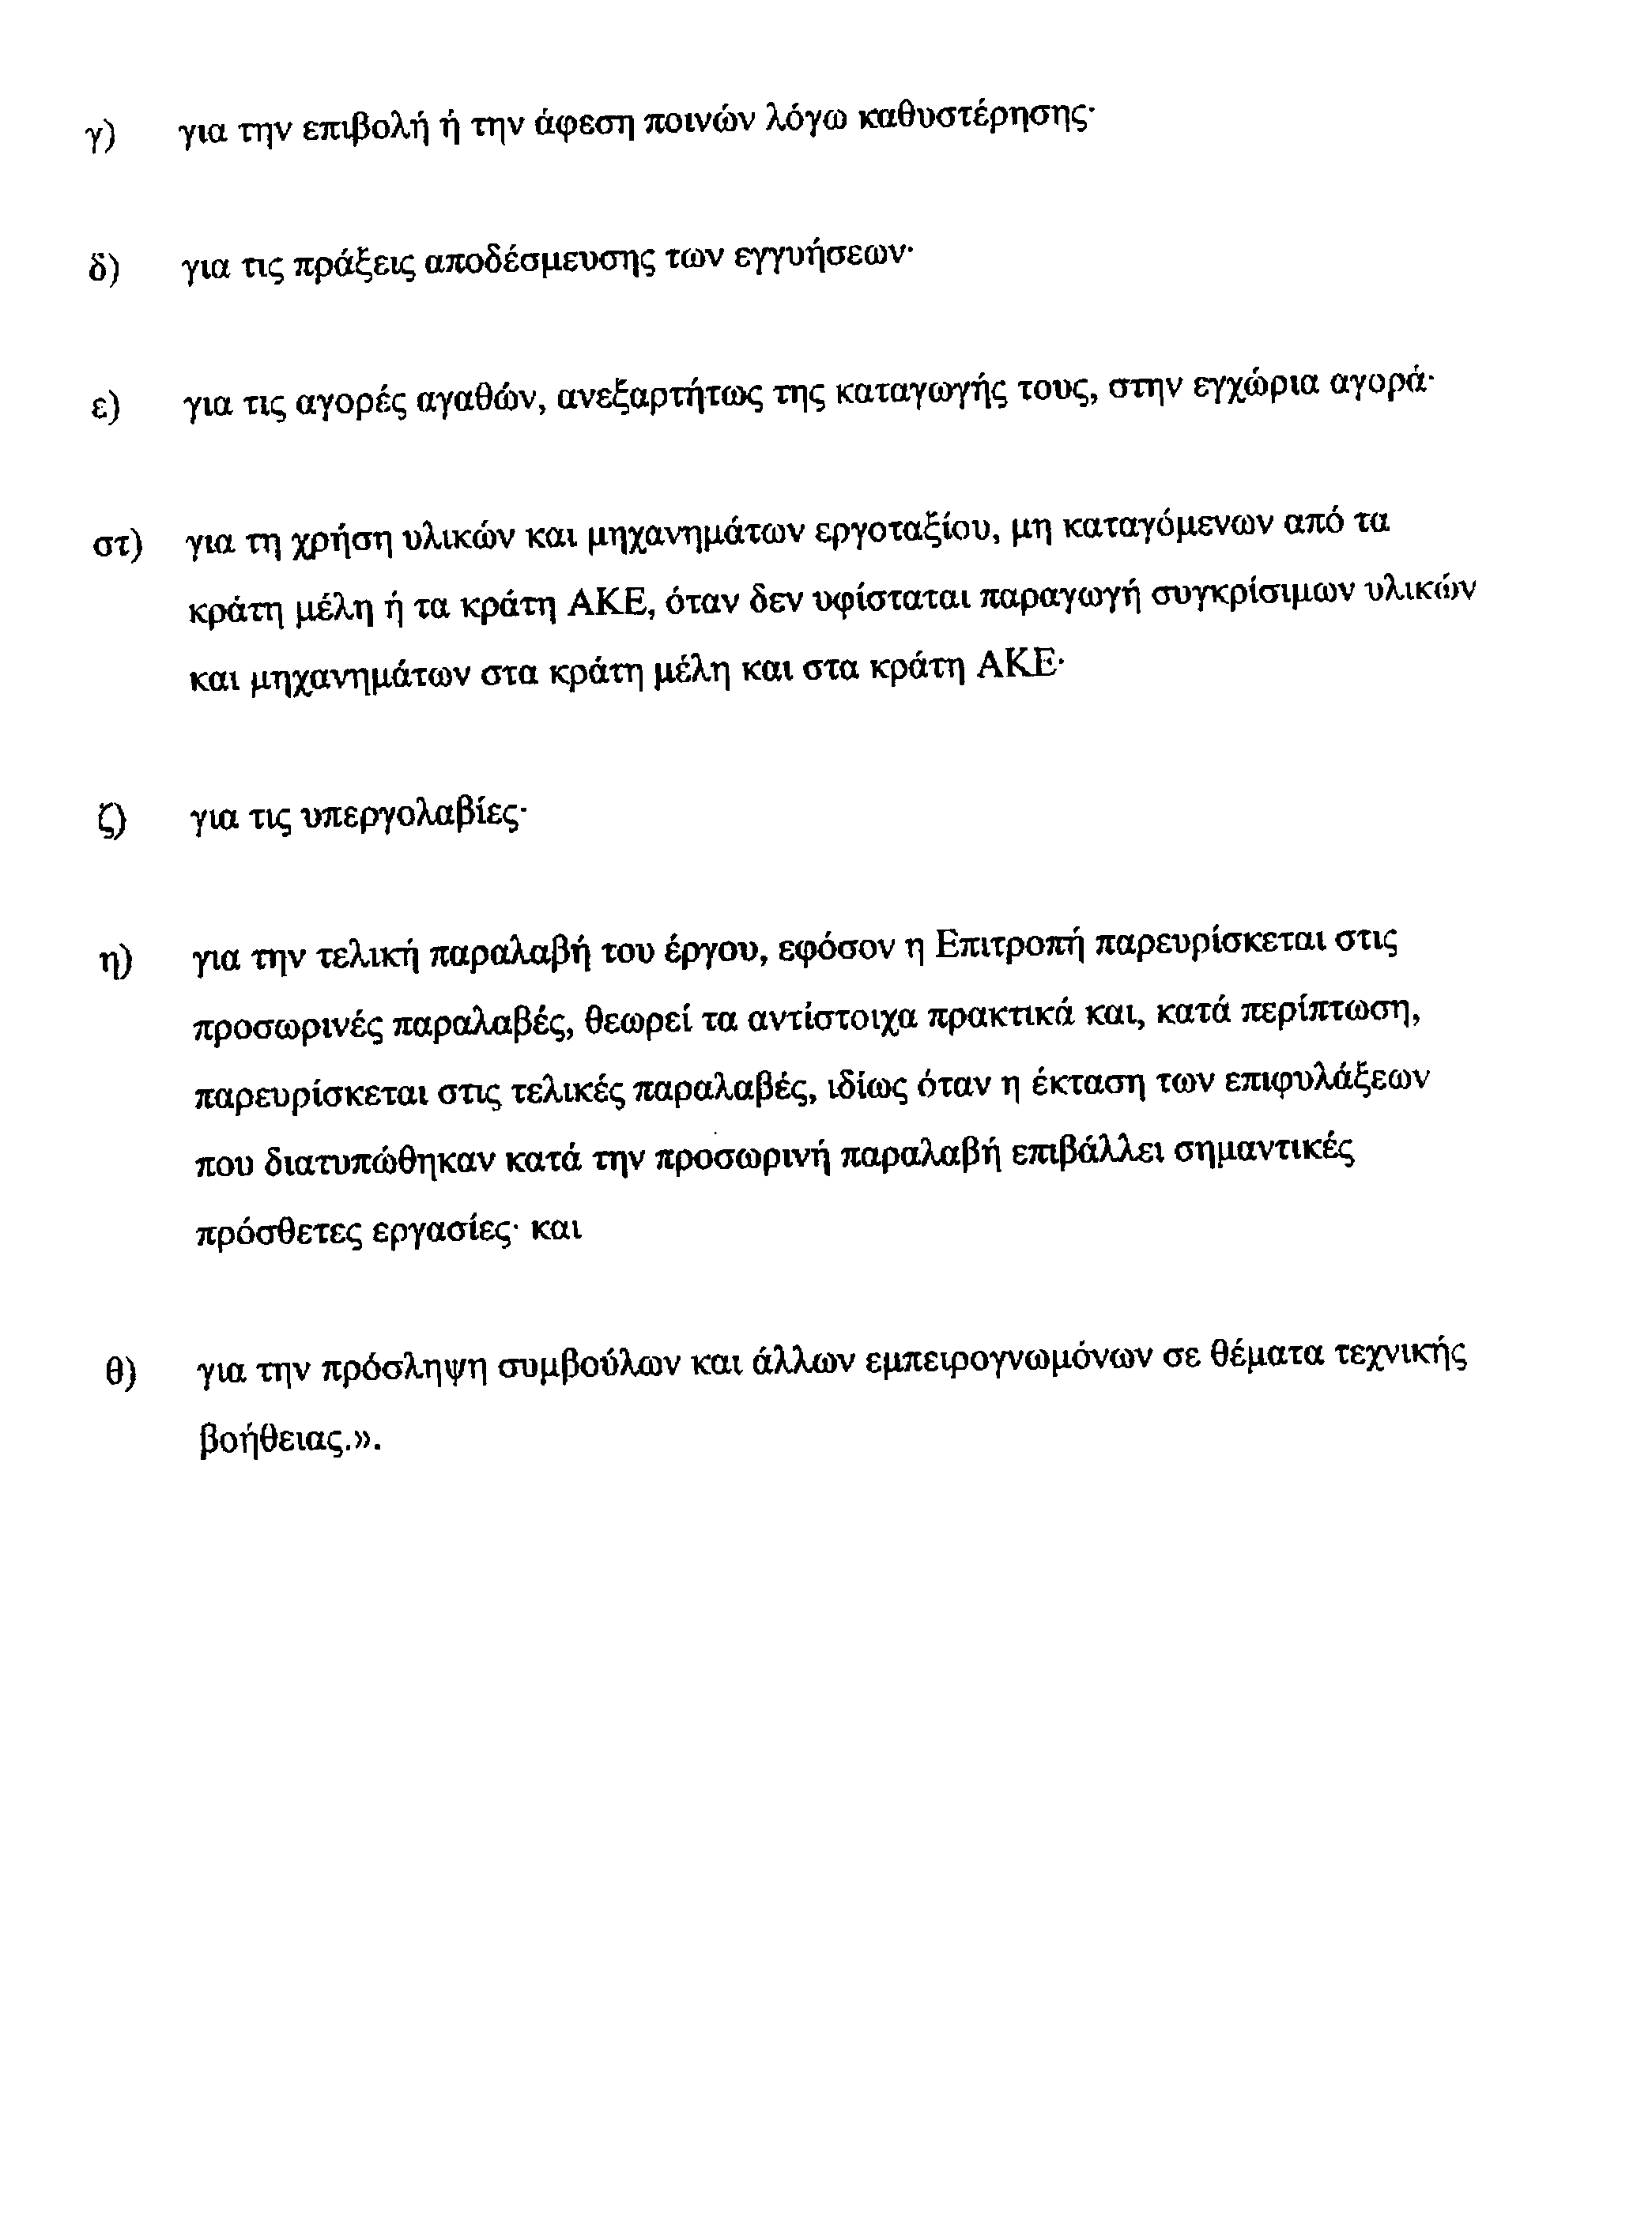 γ) για την επιβολή ή την άφεση ποινών λόγω καθυστέρησης·
δ) για τις πράξεις αποδέσμευσης των εγγυήσεων·
ε) για τις αγορές αγαθών, ανεξαρτήτως της καταγωγής τους, στην εγχώρια αγορά·
στ) για τη χρήση υλικών και μηχανημάτων εργοταξίου, μη καταγόμενων από τα
κράτη μέλη ή τα κράτη ΑΚΕ, όταν δεν υφίσταται παραγωγή συγκρίσιμων υλικών
και μηχανημάτων στα κράτη μέλη και στα κράτη ΑΚΕ·
ζ) για τις υπεργολαβίες·
η) για την τελική παραλαβή του έργου, εφόσον η Επιτροπή παρευρίσκεται στις
προσωρινές παραλαβές, θεωρεί τα αντίστοιχα πρακτικά και, κατά περίπτωση,
παρευρίσκεται στις τελικές παραλαβές, ιδίως όταν η έκταση των επιφυλάξεων
που διατυπώθηκαν κατά την προσωρινή παραλαβή επιβάλλει σημαντικές
πρόσθετες εργασίες· και
θ) για την πρόσληψη συμβούλων και άλλων εμπειρογνωμόνων σε θέματα τεχνικής
βοήθειας.».